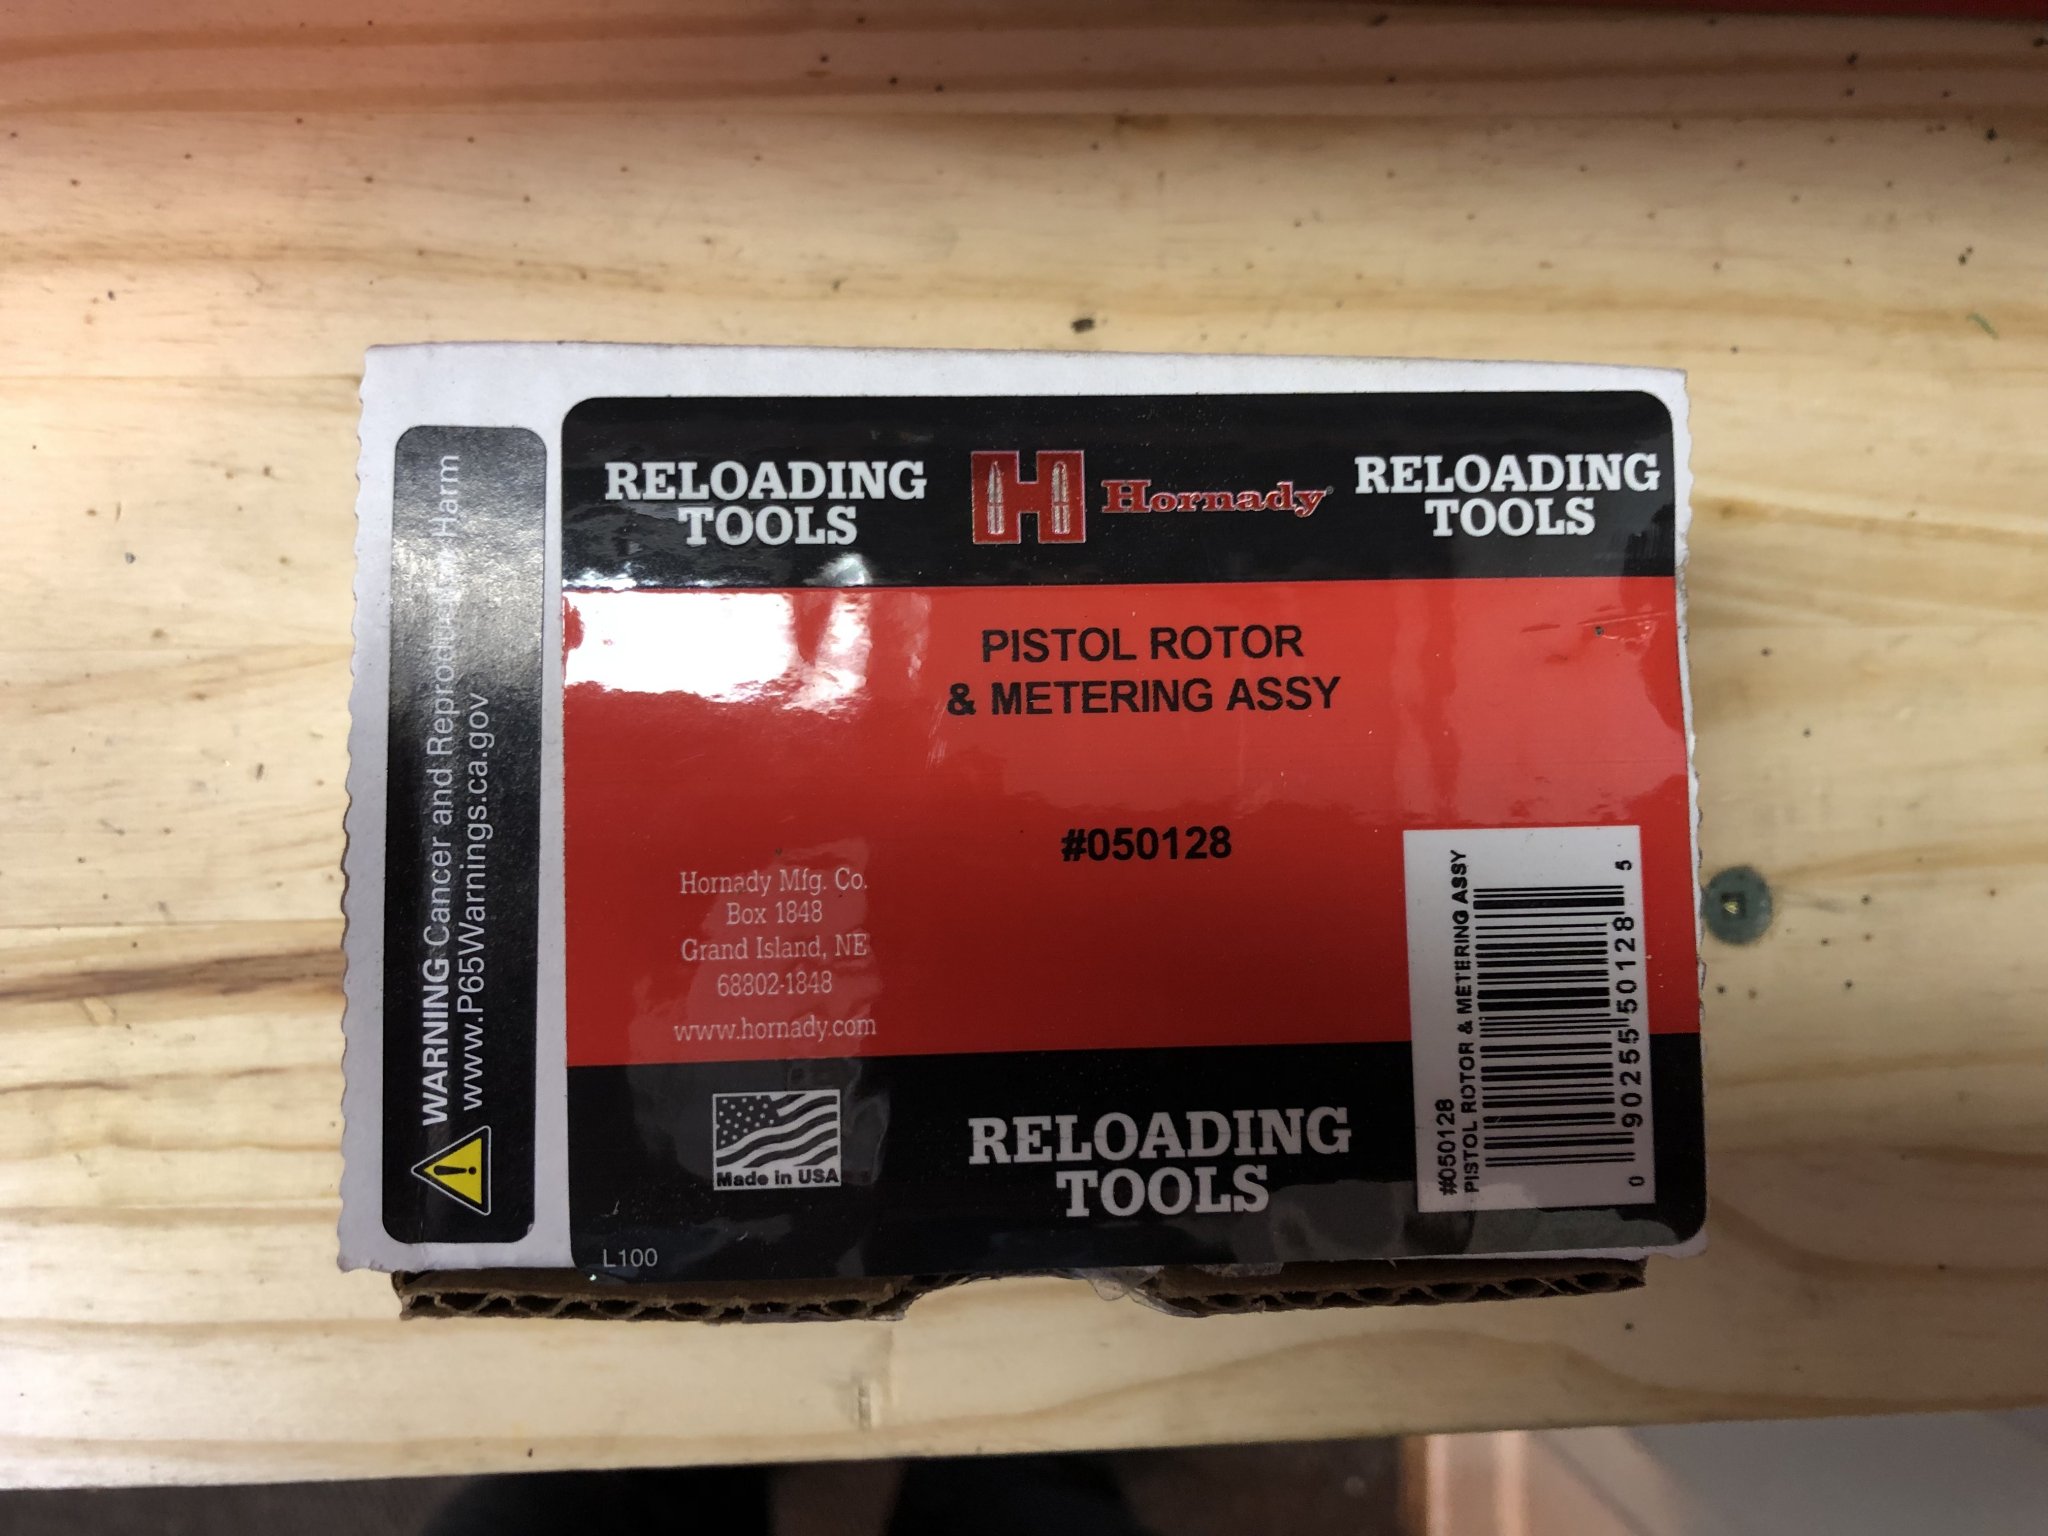 WARNING Cancer and Reproductive Harm
www.P65Warnings.ca.gov
RELOADING
TOOLS
Hornady
RELOADING
TOOLS
PISTOL ROTOR
& METERING ASSY
#050128
Hornady Mfg. Co.
Box 1848
Grand Island, NE
68802-1848
www.hornady.com
Made in USA
RELOADING
TOOLS
L100
#050128
PISTOL ROTOR & METERING ASSY
0 90255 50128 5